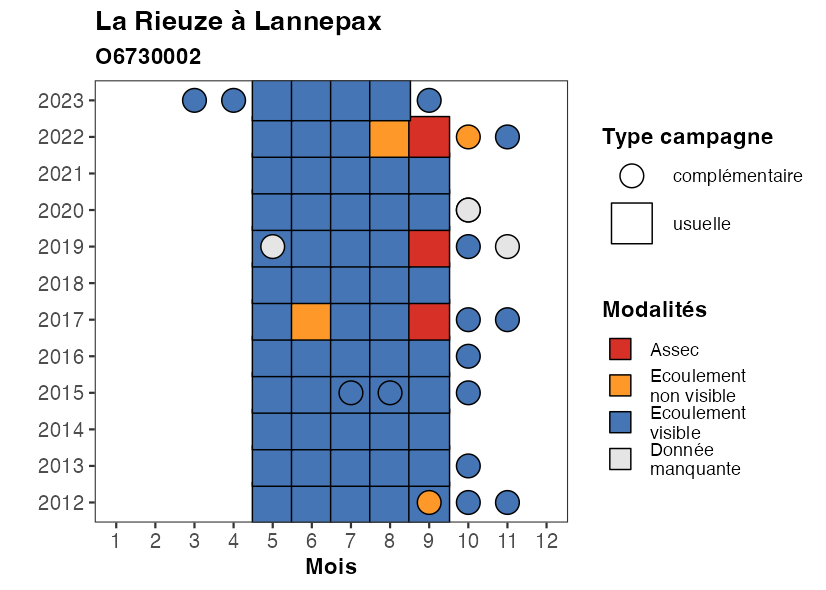 La Rieuze à Lannepax
O6730002
2023
2022
2021
2020
2019
2018
2017
2016
2015
2014
2013
2012
1 2 3 4 5 6 7 8 9 10 11 12
Mois
Type campagne
complémentaire
usuelle
Modalités
Assec
Ecoulement
non visible
Ecoulement
visible
Donnée
manquante